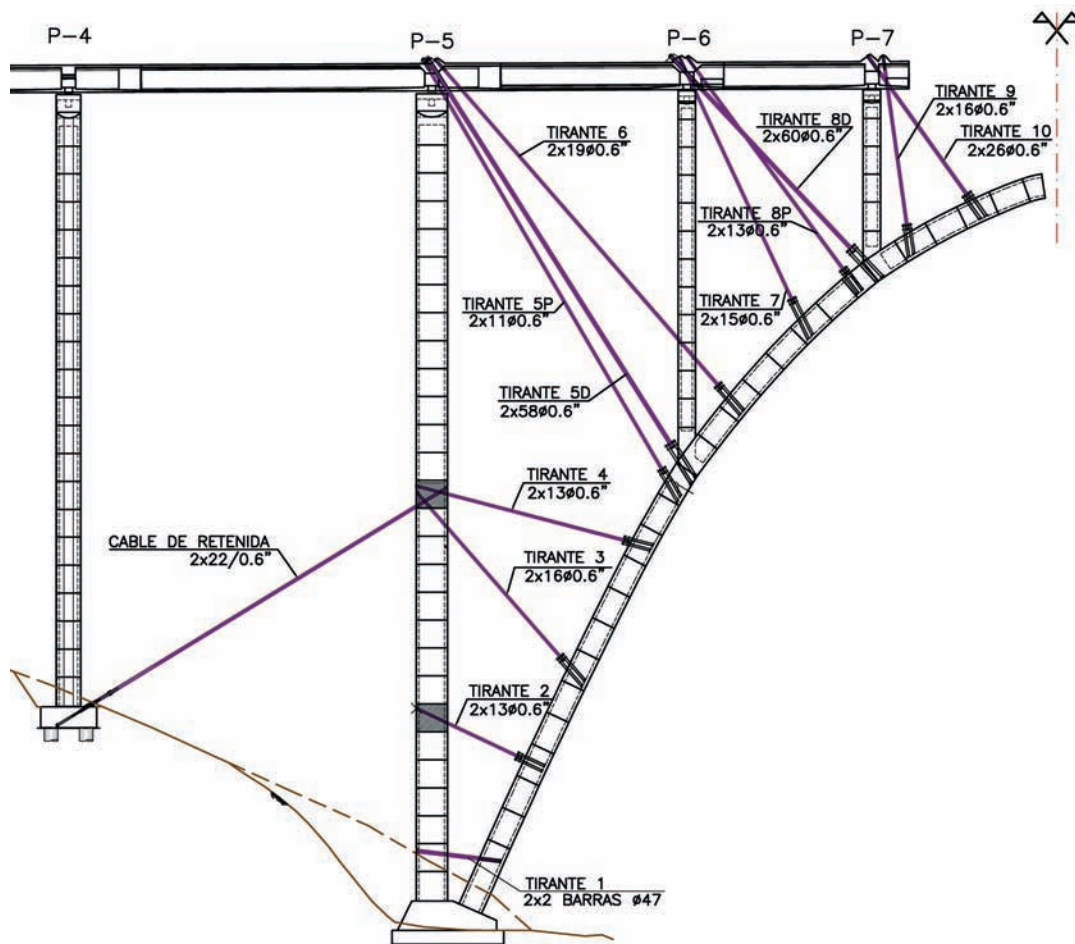 P-4
P-5
P-6
P-7
TIRANTE 9
2x16ø0.6"
TIRANTE 6
2x19ø0.6"
TIRANTE 8D
2x60ø0.6"
TIRANTE 10
2x26ø0.6"
TIRANTE 8P
2x13ø0.6"
TIRANTE 5P
2x11ø0.6"
TIRANTE 7
2x15ø0.6"
TIRANTE 5D
2x58ø0.6"
TIRANTE 4
2x13ø0.6"
CABLE DE RETENIDA
2x22/0.6"
TIRANTE 3
2x16ø0.6"
TIRANTE 2
2x13ø0.6"
TIRANTE 1
2x2 BARRAS ø47